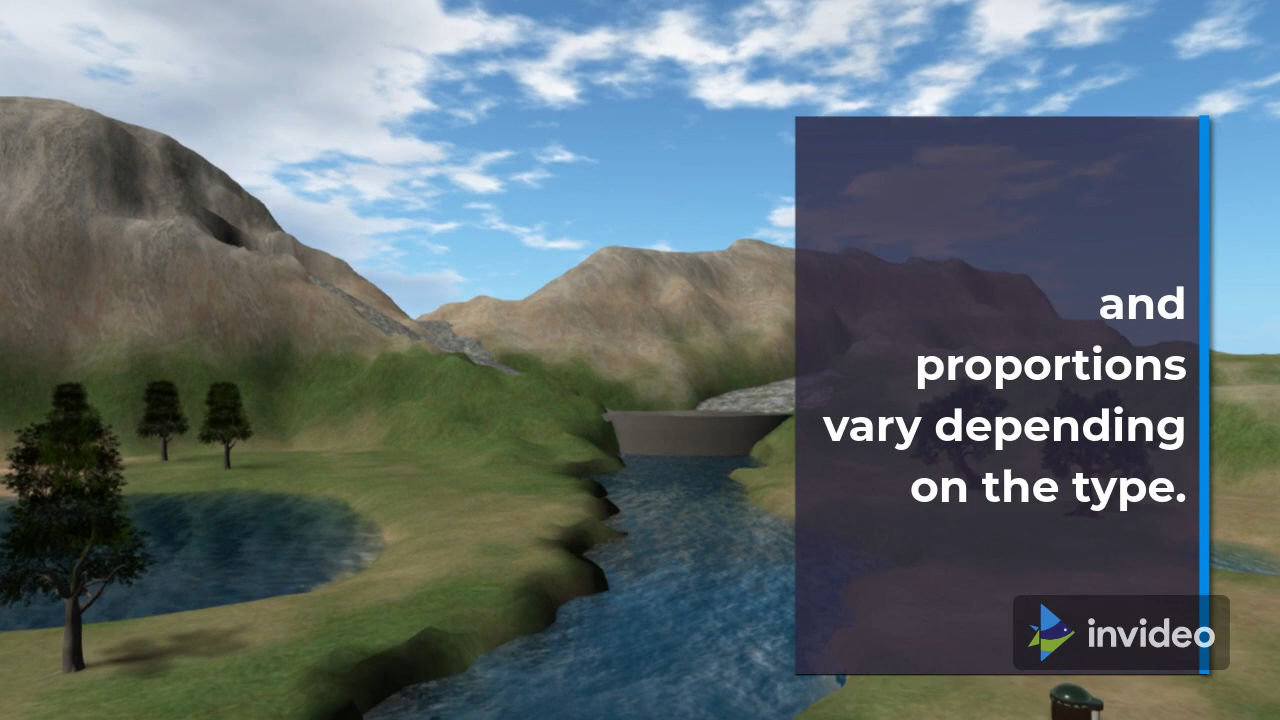 and
proportions
vary depending
on the type.
invideo